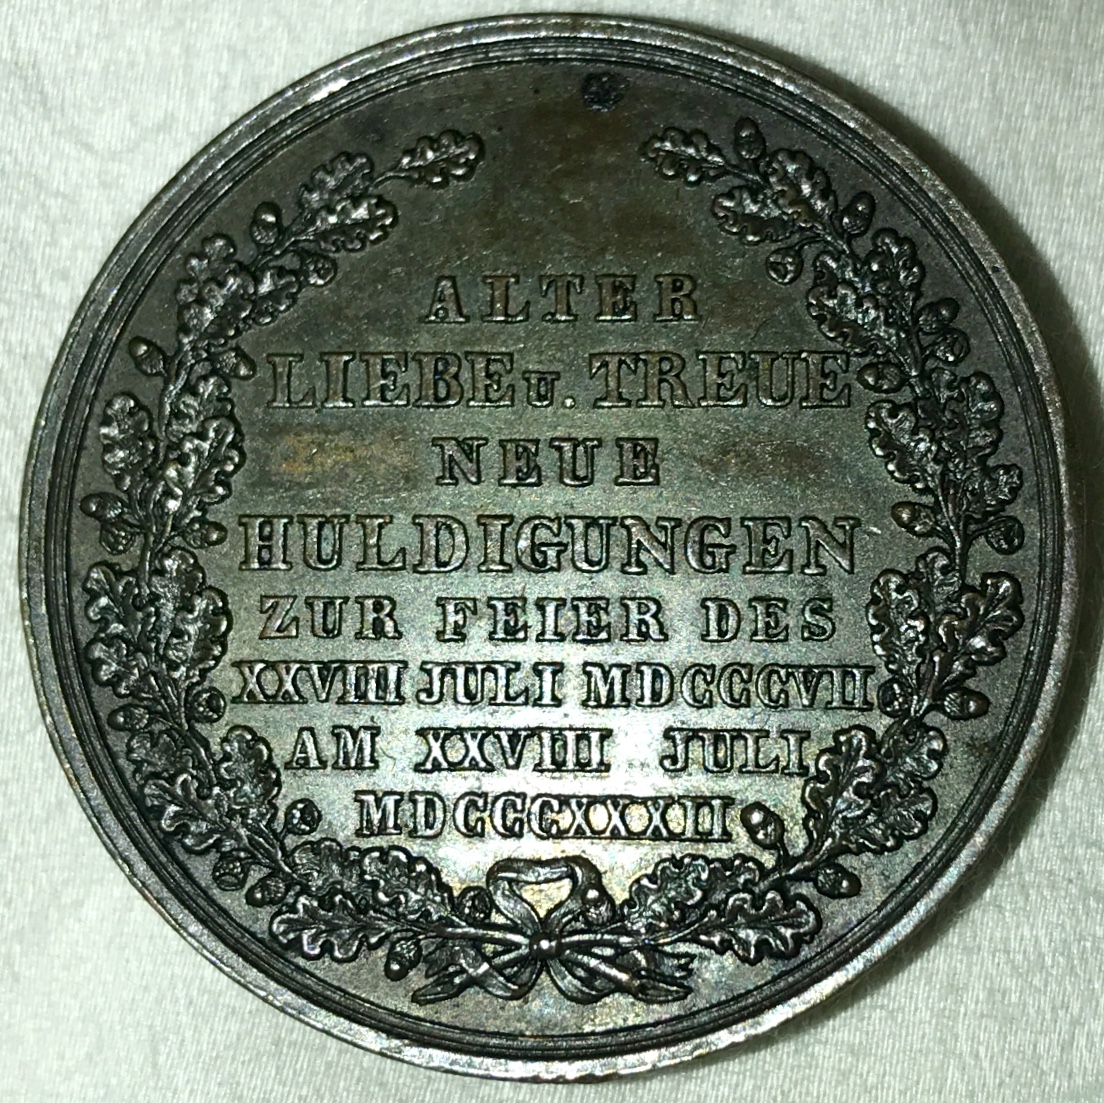 ALTER
LIEBE U. TREUE
NEUE
HULDIGUNGEN
ZUR FEIER DES
XXVIII JULI MDCCCVII
AM XXVIII JULI
MDCCCXXXII